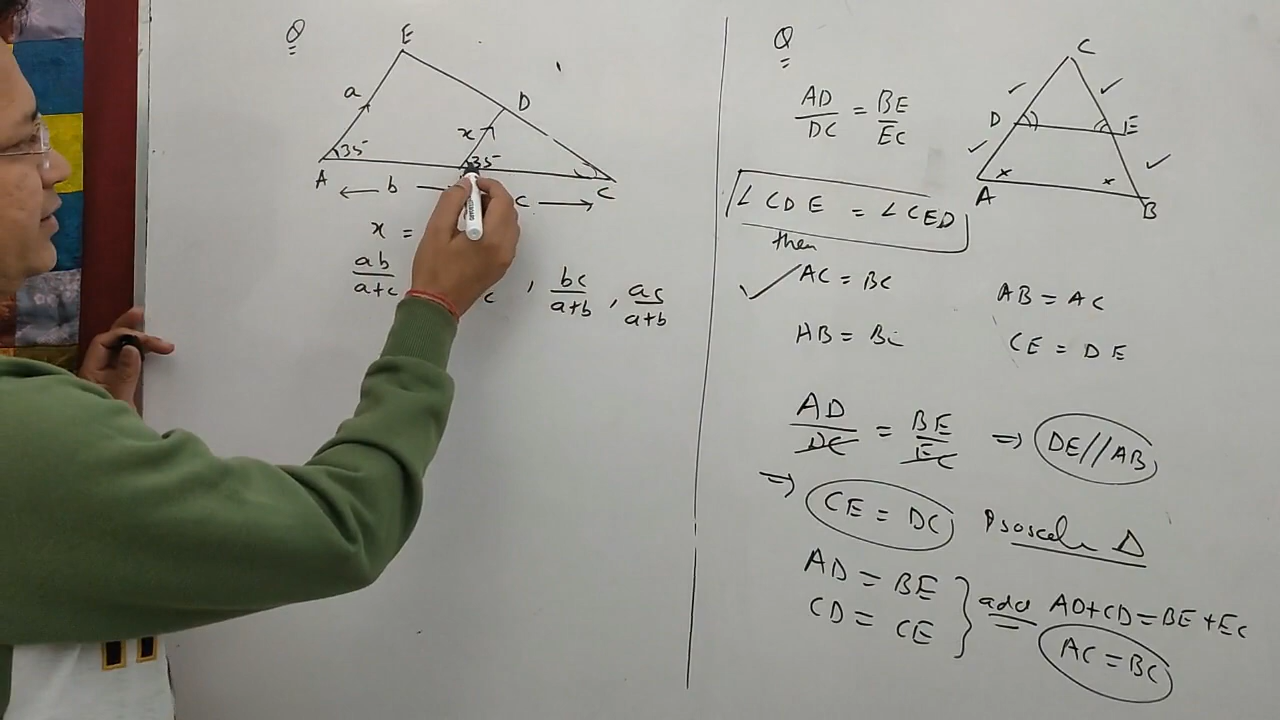 Q
E
a
D
x
35
35
A
b
c
C
x =
ab/a+c
c , bc/a+b , ac/a+b
Q
AD/DC = BE/EC
C
D
E
A
x
x
B
∠CDE = ∠CED
then
AC = BC
AB = AC
CE = DE
AD/DC = BE/EC => DE//AB
=> CE = DC Isoscele Δ
AD = BE
CD = CE
add AD+CD=BE+EC
AC=BC